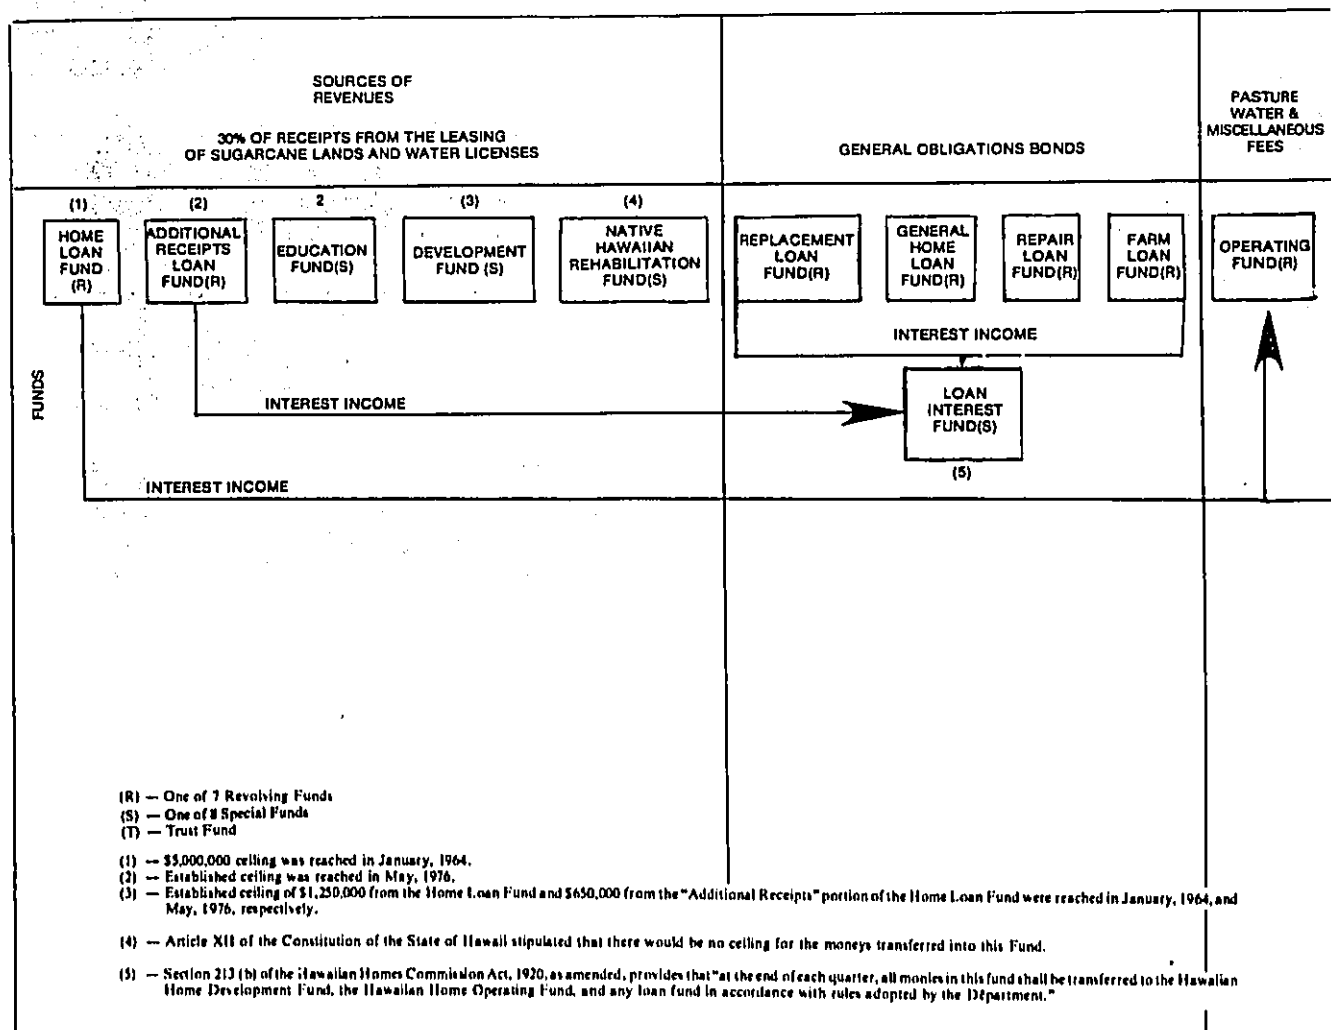 SOURCES OF
REVENUES
30% OF RECEIPTS FROM THE LEASING
OF SUGARCANE LANDS AND WATER LICENSES
GENERAL OBLIGATIONS BONDS
PASTURE
WATER &
MISCELLANEOUS
FEES
(1)
HOME
LOAN
FUND
(R)
(2)
ADDITIONAL
RECEIPTS
LOAN
FUND(R)
2
EDUCATION
FUND(S)
(3)
DEVELOPMENT
FUND (S)
(4)
NATIVE
HAWAIIAN
REHABILITATION
FUND(S)
REPLACEMENT
LOAN
FUND(R)
GENERAL
HOME
LOAN
FUND(R)
REPAIR
LOAN
FUND(R)
FARM
LOAN
FUND(R)
OPERATING
FUND(R)
FUNDS
INTEREST INCOME
LOAN
INTEREST
FUND(S)
(5)
INTEREST INCOME
INTEREST INCOME
(R) — One of 7 Revolving Funds
(S) — One of 8 Special Funds
(T) — Trust Fund
(1) — $5,000,000 ceiling was reached in January, 1964.
(2) — Established ceiling was reached in May, 1976.
(3) — Established ceiling of $1,250,000 from the Home Loan Fund and $650,000 from the "Additional Receipts" portion of the Home Loan Fund were reached in January, 1964, and
May, 1976, respectively.
(4) — Article XII of the Constitution of the State of Hawaii stipulated that there would be no ceiling for the moneys transferred into this Fund.
(5) — Section 213 (b) of the Hawaiian Homes Commission Act, 1920, as amended, provides that "at the end of each quarter, all monies in this fund shall be transferred to the Hawaiian
Home Development Fund, the Hawaiian Home Operating Fund, and any loan fund in accordance with rules adopted by the Department."